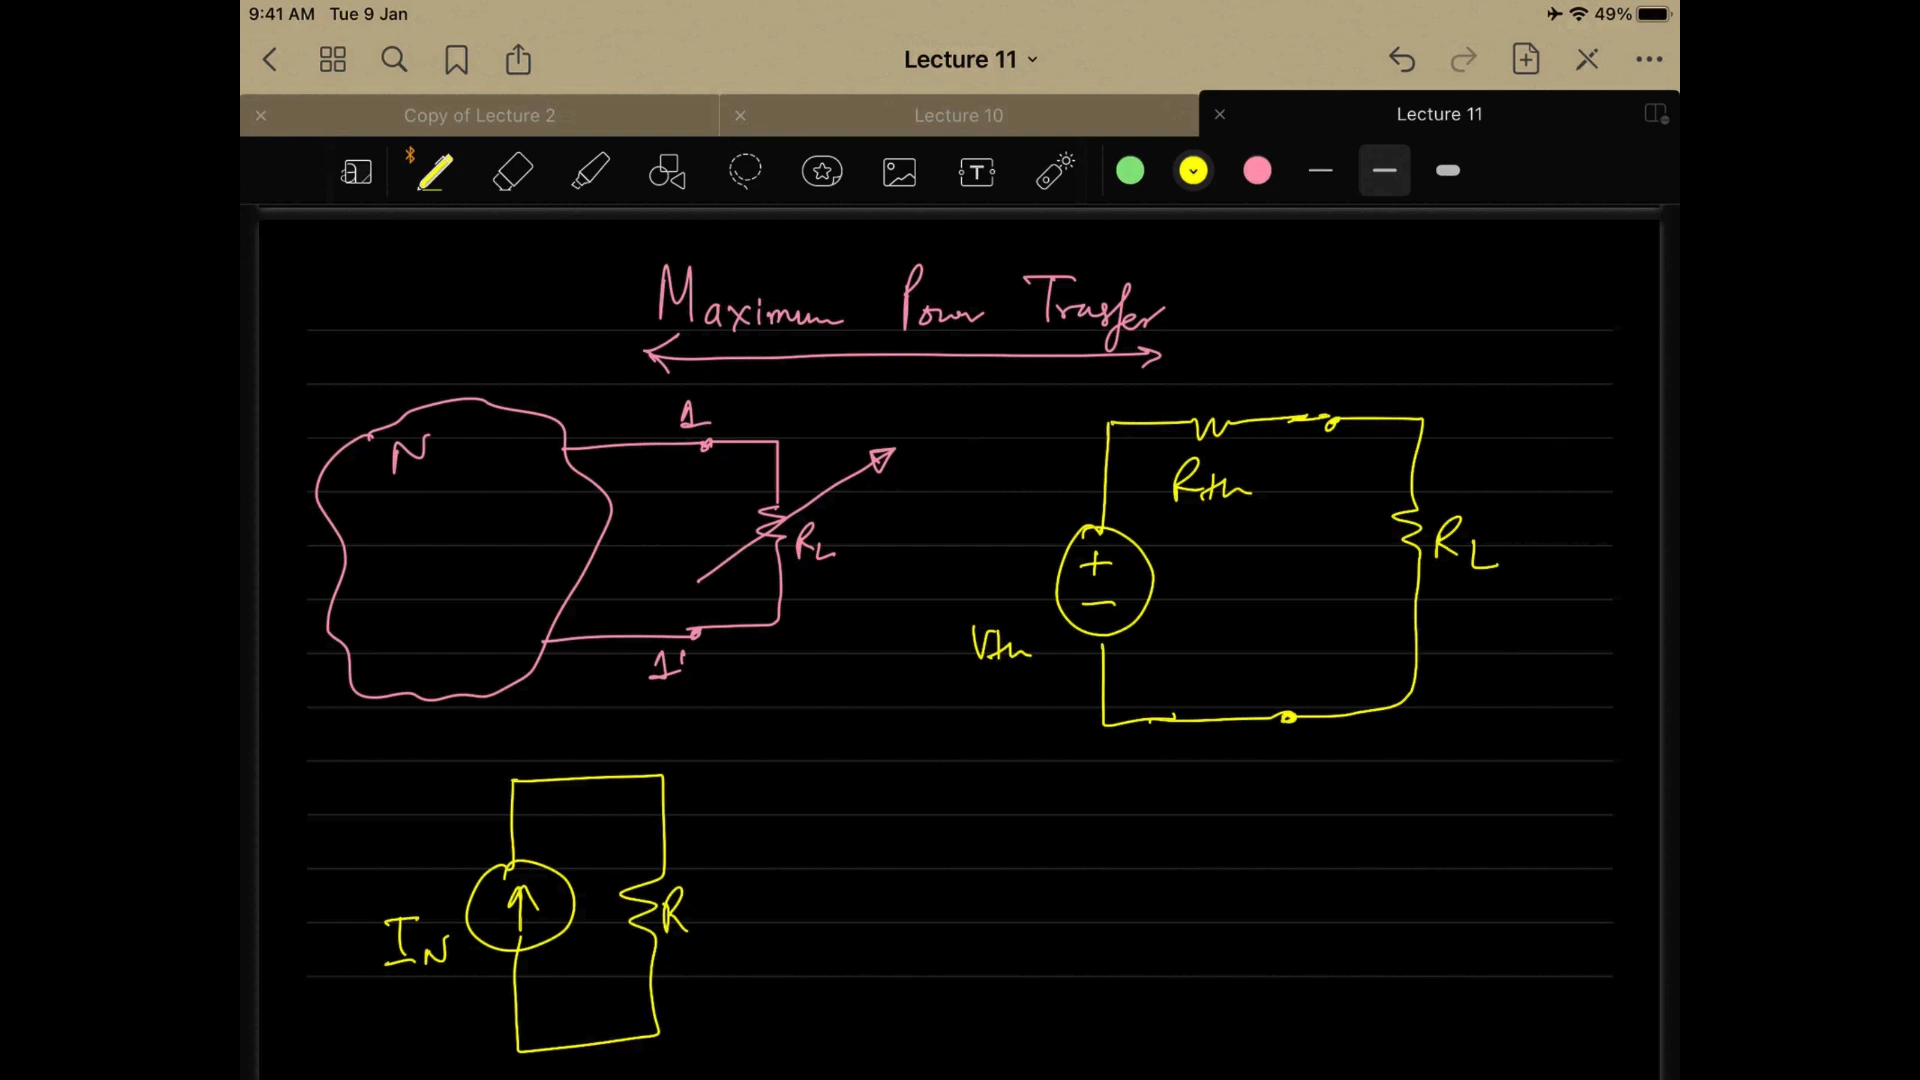 9:41 AM Tue 9 Jan 49%
Lecture 11
Copy of Lecture 2
Lecture 10
Lecture 11
T
Maximum Power Trasfer
N
1
RL
1'
Rth
+
−
RL
Vth
IN
R